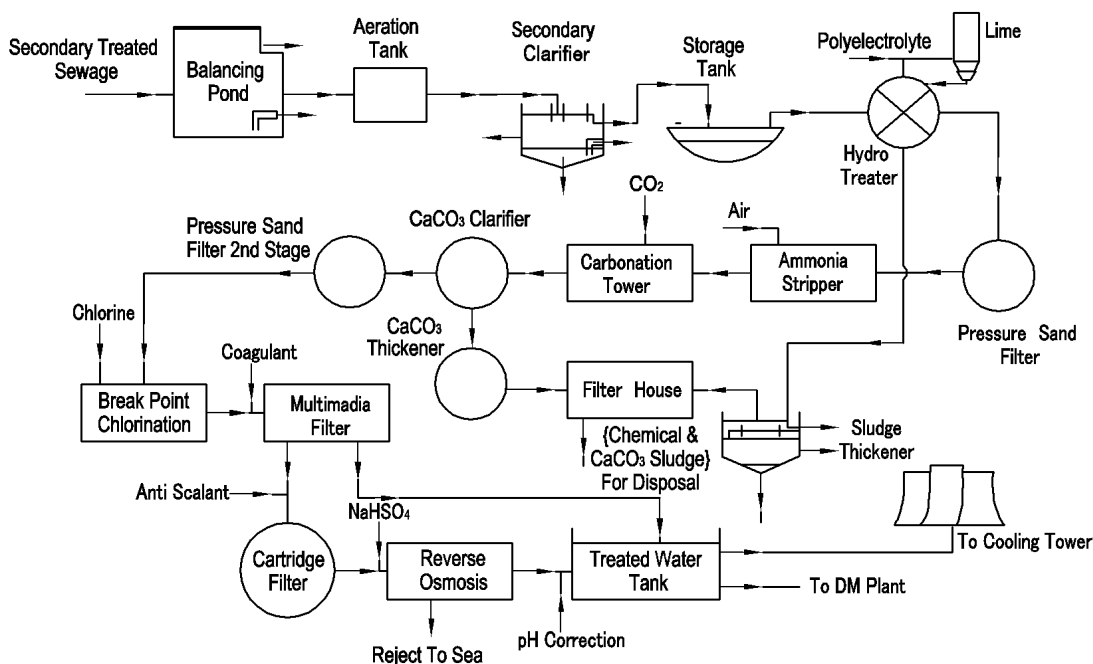 Secondary Treated
Sewage
Balancing
Pond
Aeration
Tank
Secondary
Clarifier
Storage
Tank
Polyelectrolyte
Lime
Hydro
Treater
Pressure Sand
Filter 2nd Stage
CaCO₃ Clarifier
CO₂
Carbonation
Tower
Air
Ammonia
Stripper
Pressure Sand
Filter
Chlorine
Coagulant
CaCO₃
Thickener
Break Point
Chlorination
Multimadia
Filter
Filter House
{Chemical &
CaCO₃ Sludge}
For Disposal
Sludge
Thickener
Anti Scalant
NaHSO₄
Cartridge
Filter
Reverse
Osmosis
Treated Water
Tank
To Cooling Tower
To DM Plant
pH Correction
Reject To Sea